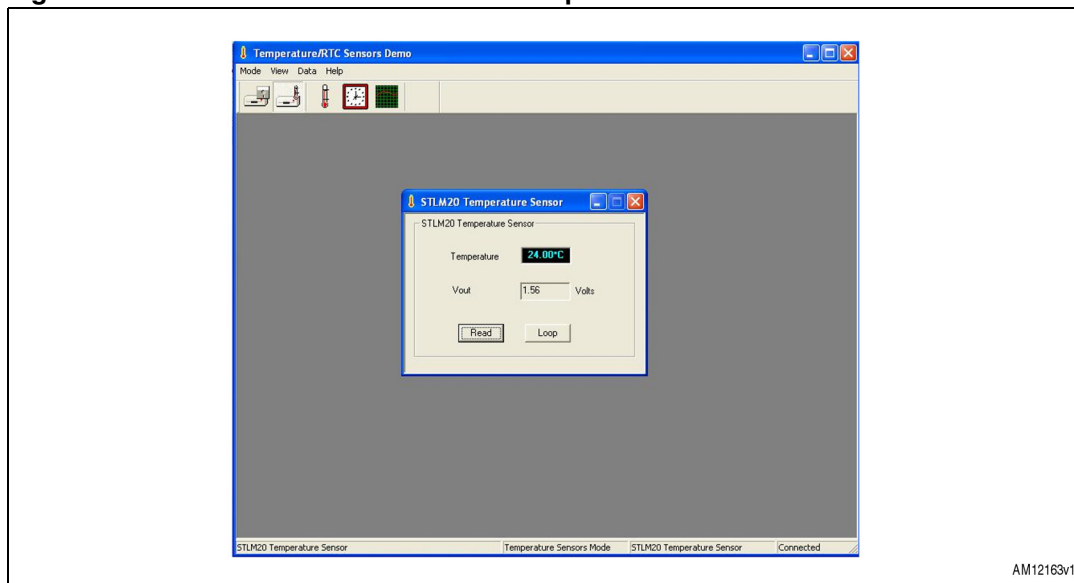 Temperature/RTC Sensors Demo
Mode View Data Help
STLM20 Temperature Sensor
STLM20 Temperature Sensor
Temperature 24.00°C
Vout 1.56 Volts
Read Loop
STLM20 Temperature Sensor Temperature Sensors Mode STLM20 Temperature Sensor Connected
AM12163v1